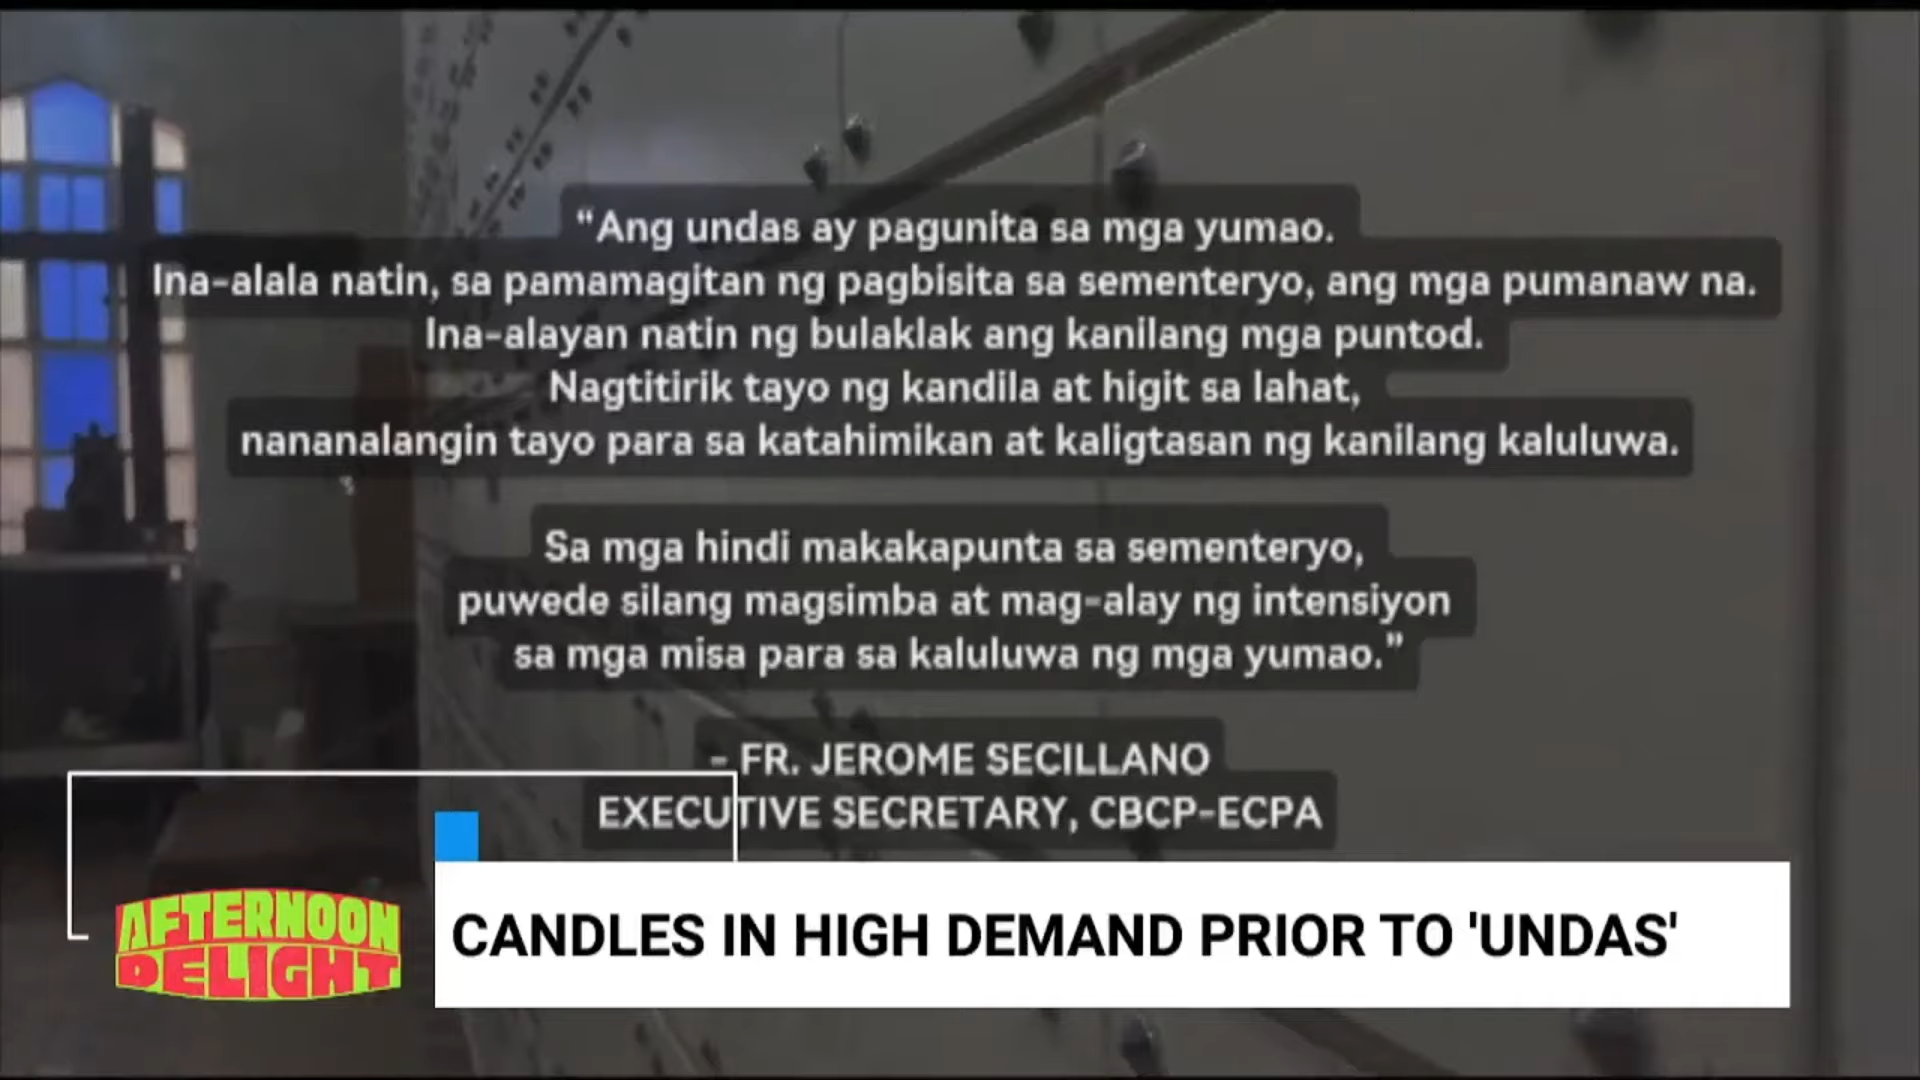 “Ang undas ay pagunita sa mga yumao.
Ina-alala natin, sa pamamagitan ng pagbisita sa sementeryo, ang mga pumanaw na.
Ina-alayan natin ng bulaklak ang kanilang mga puntod.
Nagtitirik tayo ng kandila at higit sa lahat,
nananalangin tayo para sa katahimikan at kaligtasan ng kanilang kaluluwa.
Sa mga hindi makakapunta sa sementeryo,
puwede silang magsimba at mag-alay ng intensiyon
sa mga misa para sa kaluluwa ng mga yumao.”
- FR. JEROME SECILLANO
EXECUTIVE SECRETARY, CBCP-ECPA
AFTERNOON
DELIGHT
CANDLES IN HIGH DEMAND PRIOR TO 'UNDAS'